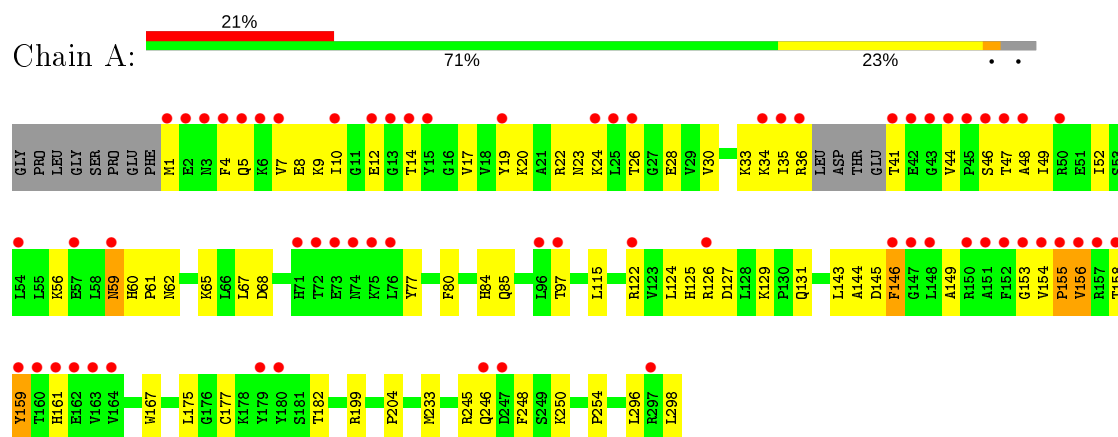 21%
Chain A:
71% 23% • •
GLY PRO LEU GLY SER PRO GLU PHE M1 E2 N3 F4 Q5 K6 V7 E8 K9 I10 G11 E12 G13 T14 Y15 G16 V17 V18 Y19 K20 A21 R22 N23 K24 L25 T26 G27 E28 V29 V30 K33 K34 I35 R36 LEU ASP THR GLU T41 E42 G43 V44 P45 S46 T47 A48 I49 R50 E51 I52 S53
L54 L55 K56 E57 L58 N59 H60 P61 N62 K65 L66 L67 D68 H71 T72 E73 N74 K75 L76 Y77 F80 H84 Q85 L96 T97 L115 R122 V123 L124 H125 R126 D127 L128 K129 P130 Q131 L143 A144 D145 F146 G147 L148 A149 R150 A151 F152 G153 V154 P155 V156 R157 T158
Y159 T160 H161 E162 V163 V164 W167 L175 G176 C177 K178 Y179 Y180 S181 T182 R199 P204 M233 R245 Q246 D247 F248 S249 K250 P254 L296 R297 L298